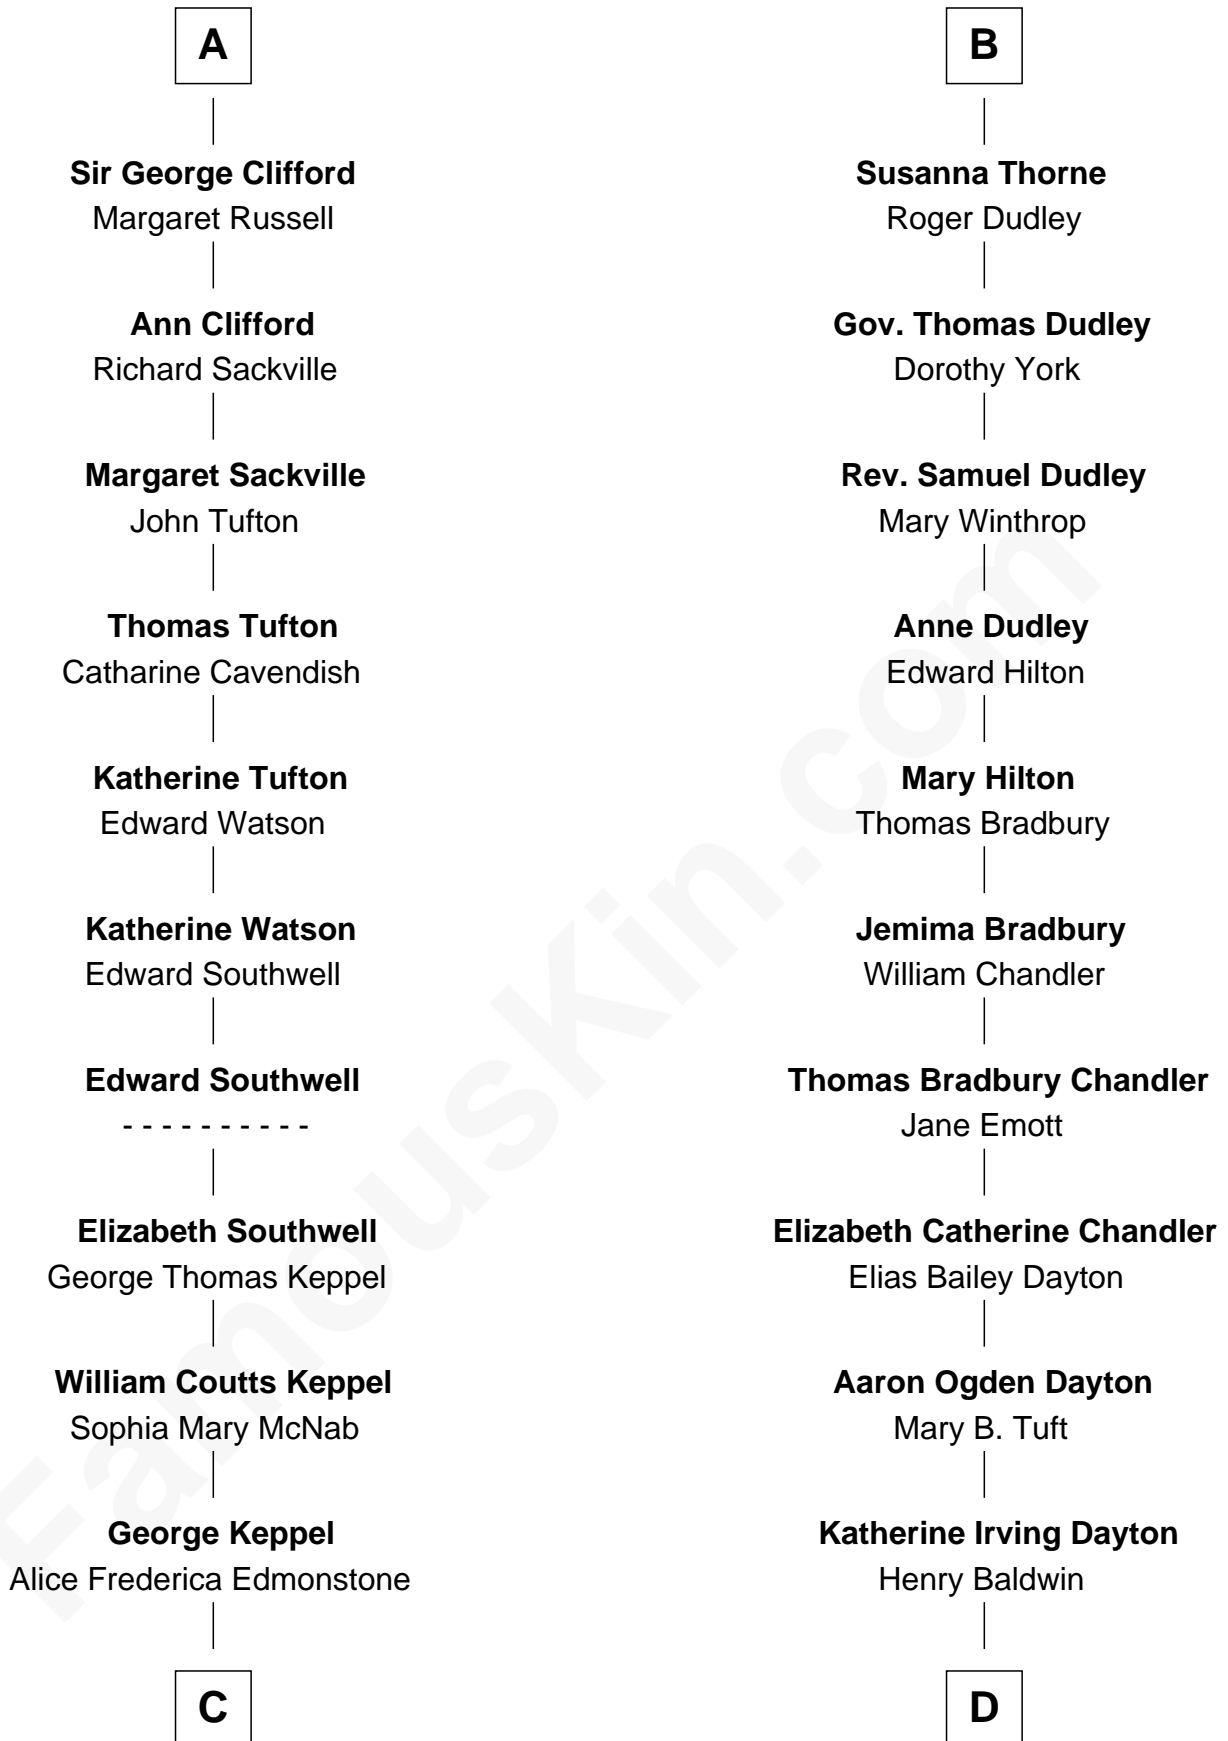 A
Sir George Clifford
Margaret Russell
Ann Clifford
Richard Sackville
Margaret Sackville
John Tufton
Thomas Tufton
Catharine Cavendish
Katherine Tufton
Edward Watson
Katherine Watson
Edward Southwell
Edward Southwell
- - - - - - - - - -
Elizabeth Southwell
George Thomas Keppel
William Coutts Keppel
Sophia Mary McNab
George Keppel
Alice Frederica Edmonstone
C
B
Susanna Thorne
Roger Dudley
Gov. Thomas Dudley
Dorothy York
Rev. Samuel Dudley
Mary Winthrop
Anne Dudley
Edward Hilton
Mary Hilton
Thomas Bradbury
Jemima Bradbury
William Chandler
Thomas Bradbury Chandler
Jane Emott
Elizabeth Catherine Chandler
Elias Bailey Dayton
Aaron Ogden Dayton
Mary B. Tuft
Katherine Irving Dayton
Henry Baldwin
D
FamousKin.com